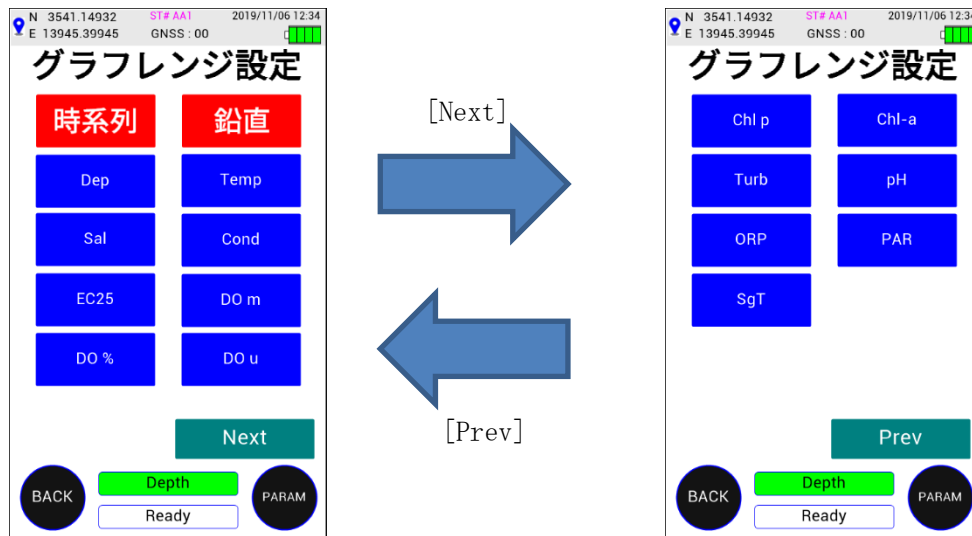 N 3541.14932 ST# AA1 2019/11/06 12:34
E 13945.39945 GNSS : 00
グラフレンジ設定
時系列 鉛直
Dep Temp
Sal Cond
EC25 DO m
DO % DO u
Next
BACK Depth PARAM
Ready
[Next]
[Prev]
N 3541.14932 ST# AA1 2019/11/06 12:34
E 13945.39945 GNSS : 00
グラフレンジ設定
Chl p Chl-a
Turb pH
ORP PAR
SgT
Prev
BACK Depth PARAM
Ready